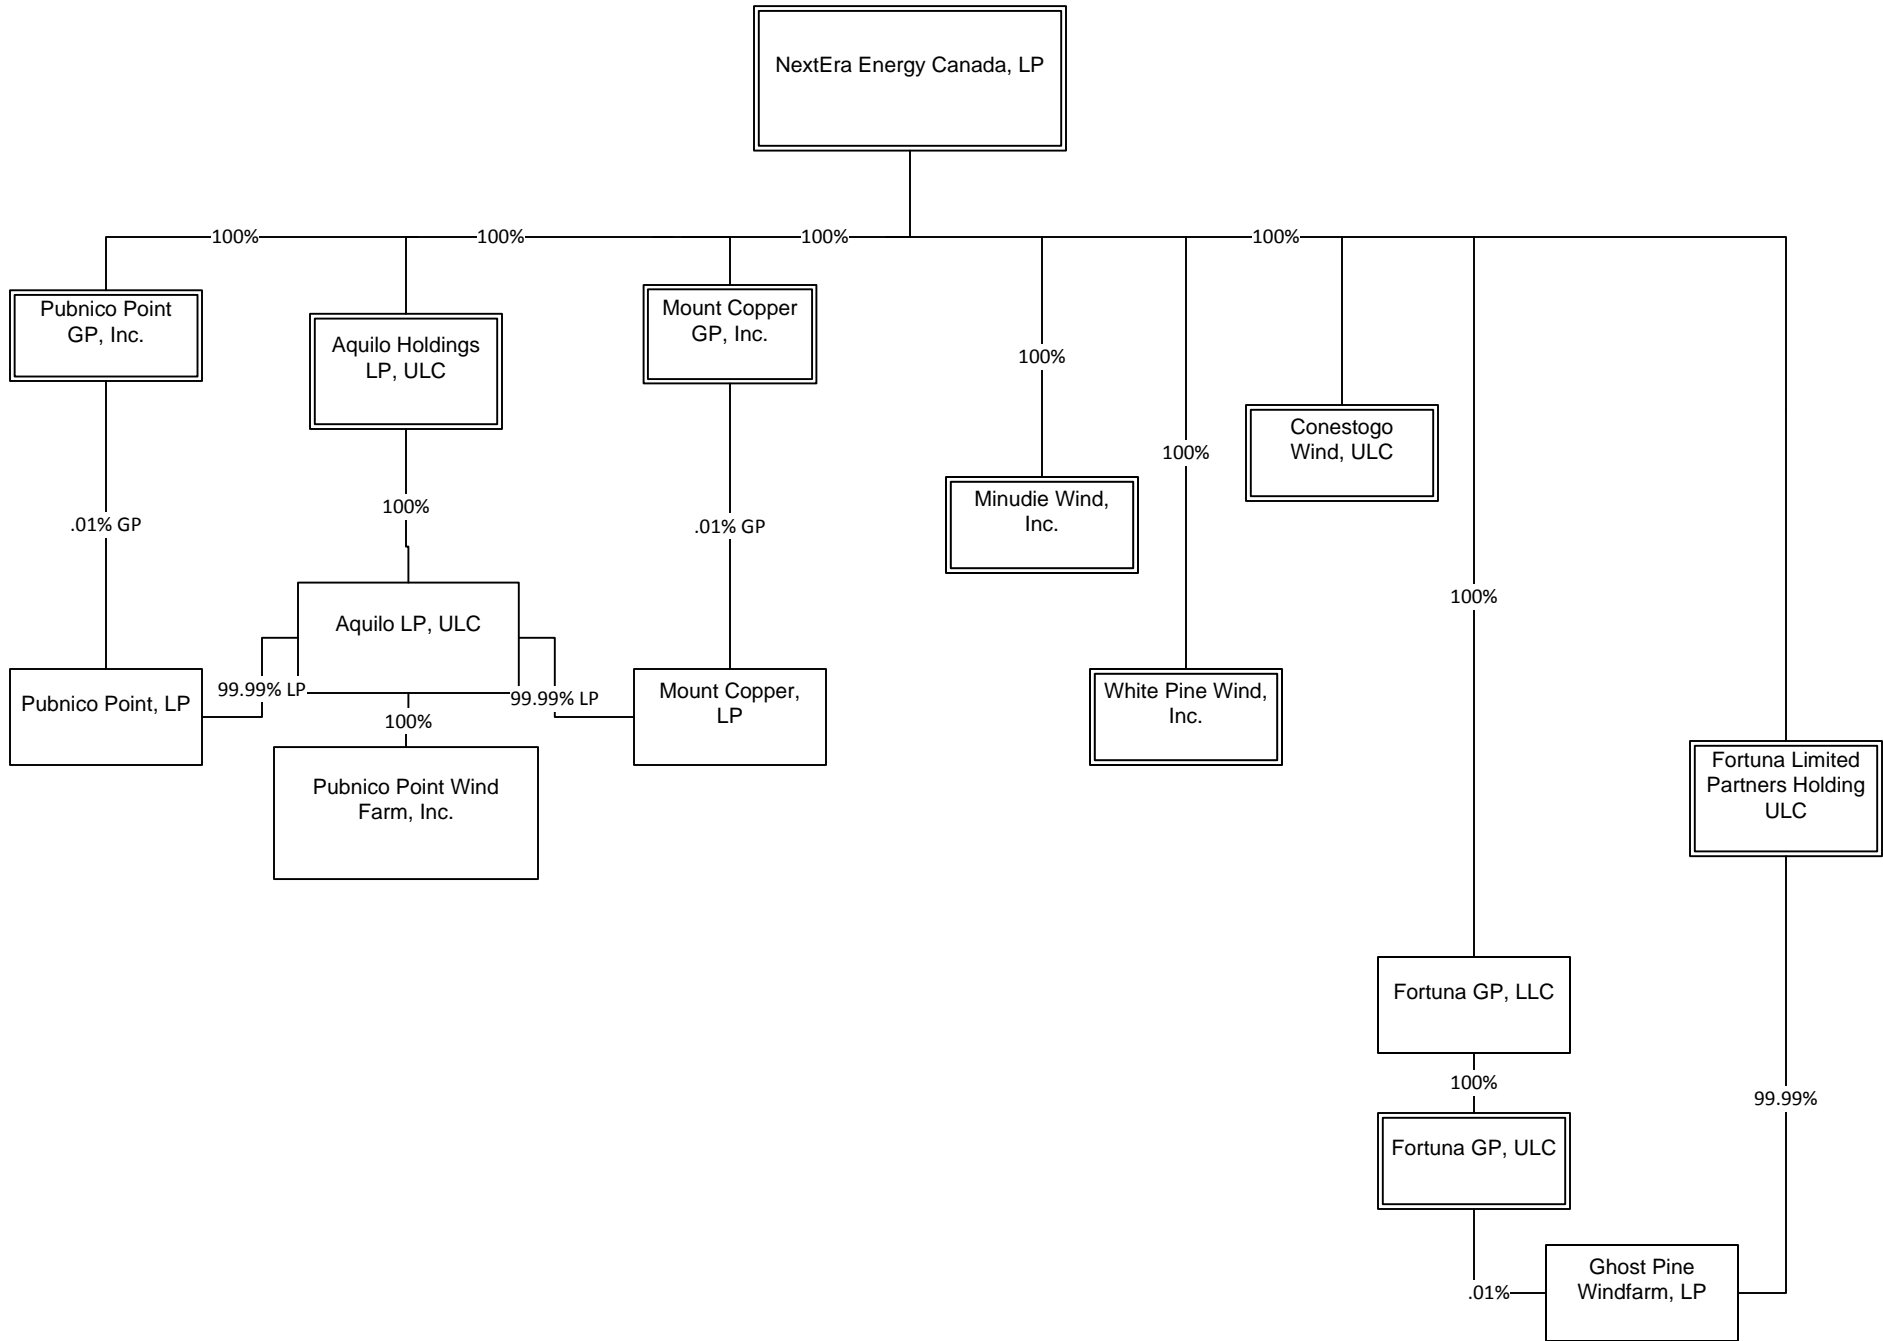 NextEra Energy Canada, LP
100%
100%
100%
100%
Pubnico Point
GP, Inc.
Aquilo Holdings
LP, ULC
Mount Copper
GP, Inc.
100%
100%
Conestogo
Wind, ULC
Minudie Wind,
Inc.
100%
.01% GP
.01% GP
100%
Aquilo LP, ULC
Pubnico Point, LP
99.99% LP
99.99% LP
Mount Copper,
LP
100%
White Pine Wind,
Inc.
Pubnico Point Wind
Farm, Inc.
Fortuna Limited
Partners Holding
ULC
Fortuna GP, LLC
100%
99.99%
Fortuna GP, ULC
.01%
Ghost Pine
Windfarm, LP